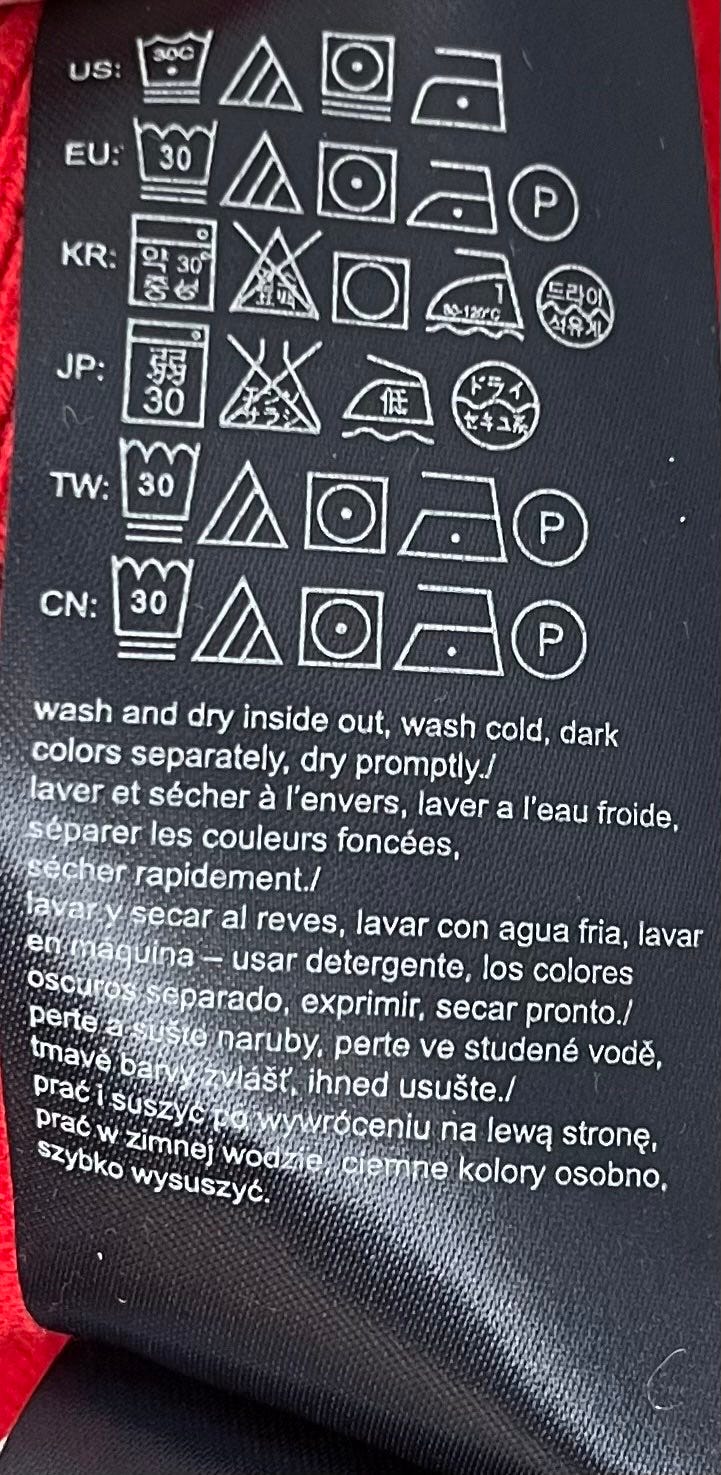 US: 30C
EU: 30 P
KR: 약 30° 중성 80-120°C 드라이 석유계
JP: 弱 30 低 ドライ セキユ系
TW: 30 P
CN: 30 P
wash and dry inside out, wash cold, dark
colors separately, dry promptly./
laver et sécher à l'envers, laver a l'eau froide,
séparer les couleurs foncées,
sécher rapidement./
lavar y secar al reves, lavar con agua fria, lavar
en maquina – usar detergente, los colores
oscuros separado, exprimir, secar pronto./
perte a sušte naruby, perte ve studené vodě,
tmavé barvy zvlášť, ihned usušte./
prać i suszyć po wywróceniu na lewą stronę,
prać w zimnej wodzie, ciemne kolory osobno,
szybko wysuszyć.